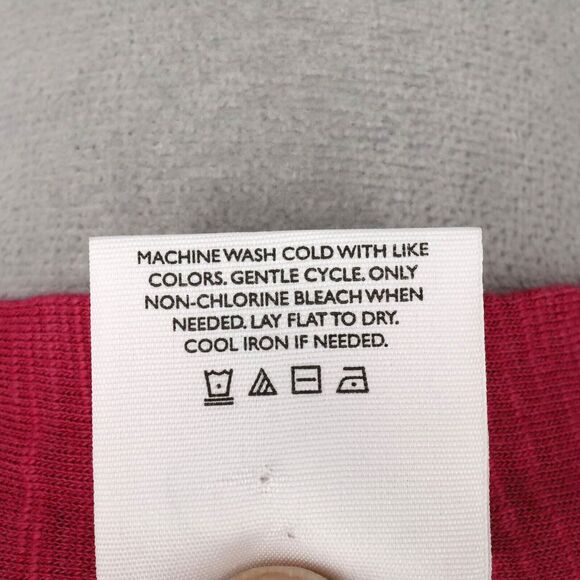 MACHINE WASH COLD WITH LIKE
COLORS. GENTLE CYCLE. ONLY
NON-CHLORINE BLEACH WHEN
NEEDED. LAY FLAT TO DRY.
COOL IRON IF NEEDED.